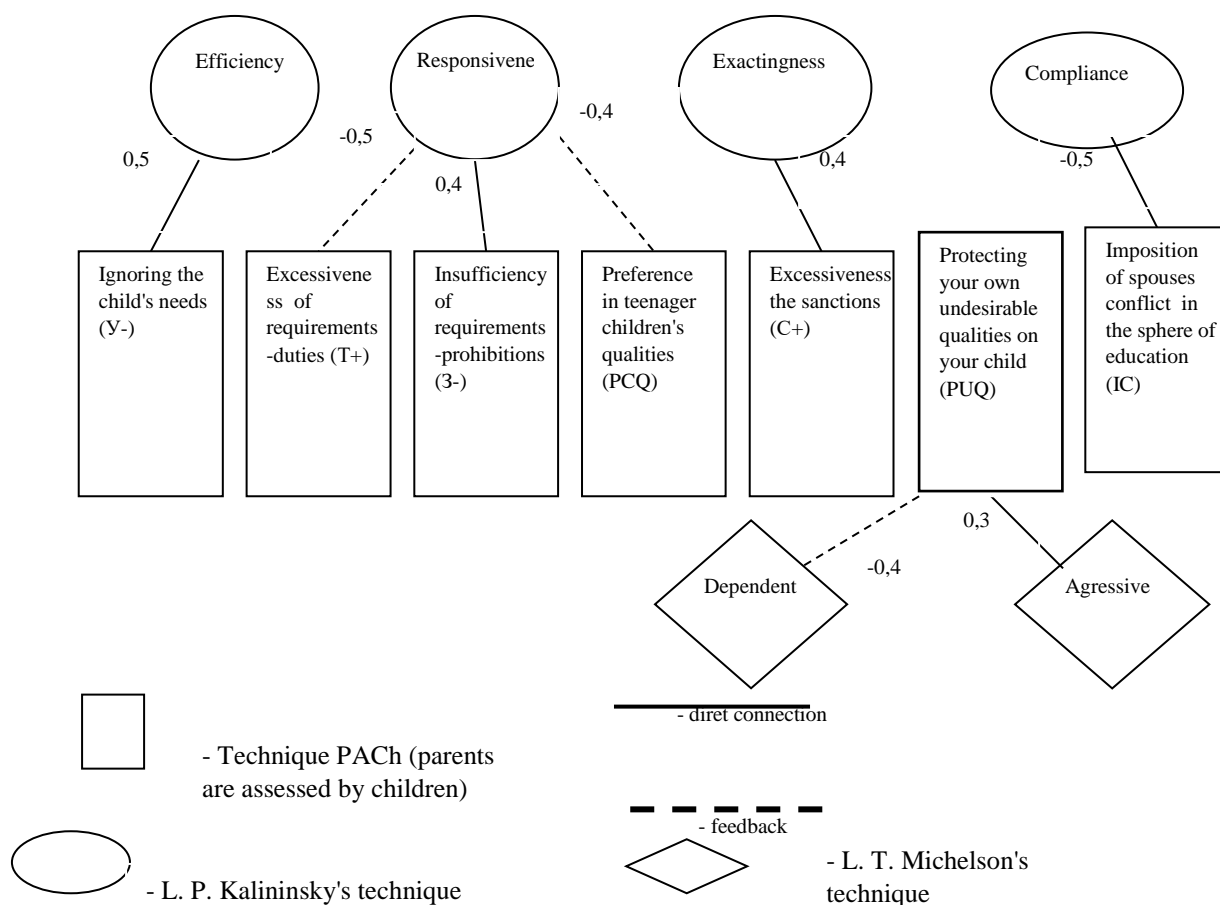 Efficiency
Responsivene
Exactingness
Compliance
0,5
-0,5
0,4
-0,4
0,4
-0,5
Ignoring the
child's needs
(У-)
Excessivene
ss of
requirements
-duties (T+)
Insufficiency
of
requirements
-prohibitions
(З-)
Preference
in teenager
children's
qualities
(PCQ)
Excessiveness
the sanctions
(C+)
Protecting
your own
undesirable
qualities on
your child
(PUQ)
Imposition
of spouses
conflict in
the sphere of
education
(IC)
-0,4
0,3
Dependent
Agressive
- diret connection
- Technique PACh (parents
are assessed by children)
- feedback
- L. P. Kalininsky's technique
- L. T. Michelson's
technique